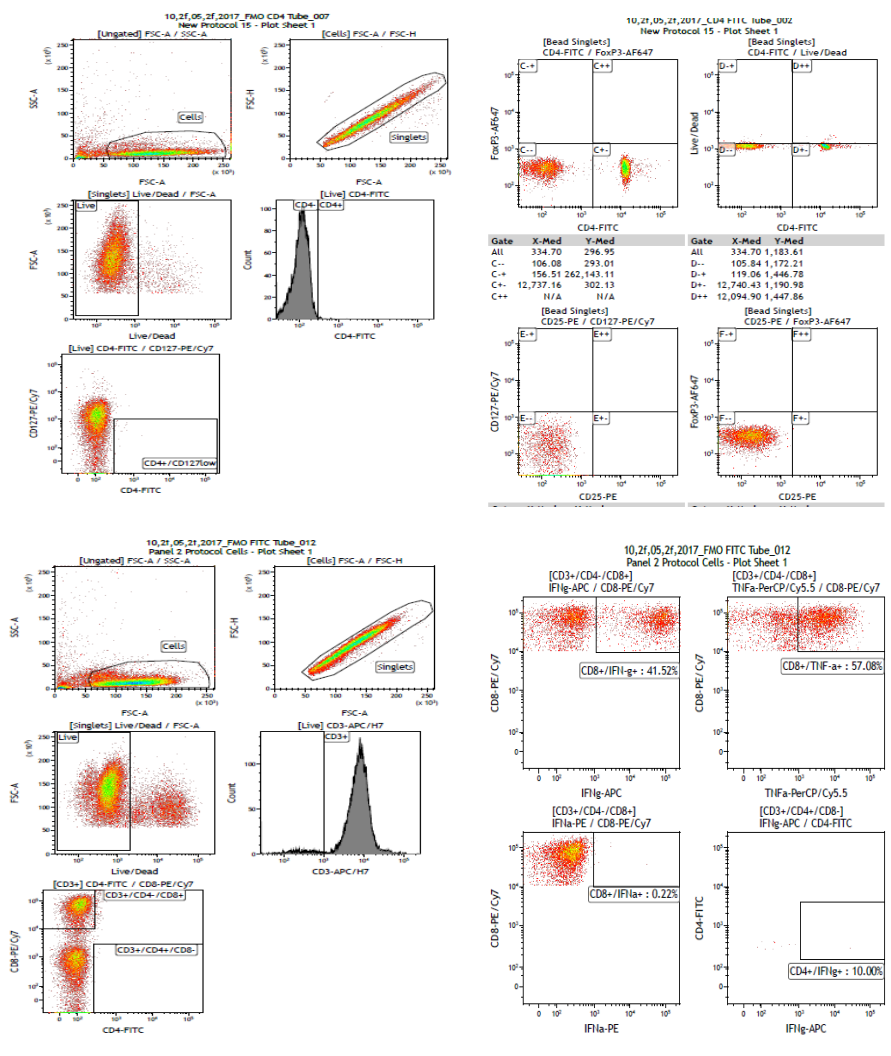 10,2f,05,2f,2017_FMO CD4 Tube_007
New Protocol 15 - Plot Sheet 1
[Ungated] FSC-A / SSC-A
[Cells] FSC-A / FSC-H
Cells
Singlets
SSC-A
FSC-H
(x 10³)
FSC-A
FSC-A
[Singlets] Live/Dead / FSC-A
[Live] CD4-FITC
Live
CD4-
CD4+
FSC-A
Count
Live/Dead
CD4-FITC
[Live] CD4-FITC / CD127-PE/Cy7
CD127-PE/Cy7
CD4+/CD127low
CD4-FITC
10,2f,05,2f,2017_CD4 FITC Tube_002
New Protocol 15 - Plot Sheet 1
[Bead Singlets]
CD4-FITC / FoxP3-AF647
[Bead Singlets]
CD4-FITC / Live/Dead
C-+
C++
D-+
D++
FoxP3-AF647
Live/Dead
C--
C+-
D--
D+-
CD4-FITC
CD4-FITC
Gate X-Med Y-Med
All 334.70 296.95
C-- 106.08 293.01
C-+ 156.51 262,143.11
C+- 12,737.16 302.13
C++ N/A N/A
Gate X-Med Y-Med
All 334.70 1,183.61
D-- 105.84 1,172.21
D-+ 119.06 1,446.78
D+- 12,740.43 1,190.98
D++ 12,094.90 1,447.86
[Bead Singlets]
CD25-PE / CD127-PE/Cy7
[Bead Singlets]
CD25-PE / FoxP3-AF647
E-+
E++
F-+
F++
CD127-PE/Cy7
FoxP3-AF647
E--
E+-
F--
F+-
CD25-PE
CD25-PE
10,2f,05,2f,2017_FMO FITC Tube_012
Panel 2 Protocol Cells - Plot Sheet 1
[Ungated] FSC-A / SSC-A
[Cells] FSC-A / FSC-H
Cells
Singlets
SSC-A
FSC-H
FSC-A
FSC-A
[Singlets] Live/Dead / FSC-A
[Live] CD3-APC/H7
Live
CD3+
FSC-A
Count
Live/Dead
CD3-APC/H7
[CD3+] CD4-FITC / CD8-PE/Cy7
CD3+/CD4-/CD8+
CD3+/CD4+/CD8-
CD8-PE/Cy7
CD4-FITC
10,2f,05,2f,2017_FMO FITC Tube_012
Panel 2 Protocol Cells - Plot Sheet 1
[CD3+/CD4-/CD8+]
IFNg-APC / CD8-PE/Cy7
[CD3+/CD4-/CD8+]
TNFa-PerCP/Cy5.5 / CD8-PE/Cy7
CD8+/IFN-g+ : 41.52%
CD8+/TNF-a+ : 57.08%
CD8-PE/Cy7
CD8-PE/Cy7
IFNg-APC
TNFa-PerCP/Cy5.5
[CD3+/CD4-/CD8+]
IFNa-PE / CD8-PE/Cy7
[CD3+/CD4+/CD8-]
IFNg-APC / CD4-FITC
CD8+/IFNa+ : 0.22%
CD4+/IFNg+ : 10.00%
CD8-PE/Cy7
CD4-FITC
IFNa-PE
IFNg-APC